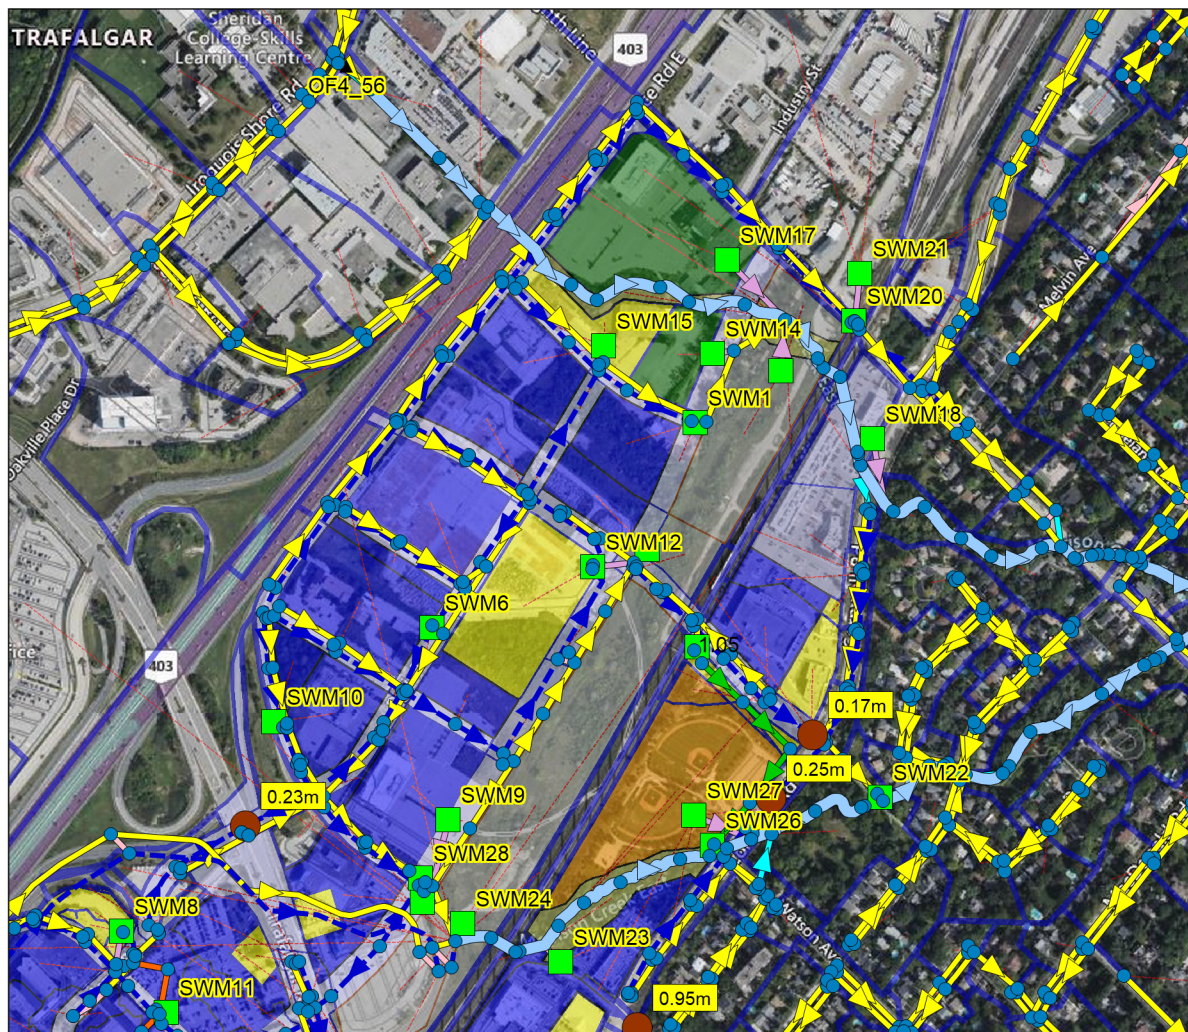 TRAFALGAR
Sheridan
College-Skills
Learning Centre
OF4_56
403
Iroquois Shore Rd
Industry St
SWM17
SWM21
SWM20
Melvin Ave
SWM15
SWM14
SWM1
SWM18
Oakville Place Dr
SWM12
SWM6
1.05
403
SWM10
0.17m
0.25m
SWM22
0.23m
SWM27
SWM9
SWM26
SWM28
SWM24
SWM8
Watson Ave
SWM23
SWM11
0.95m